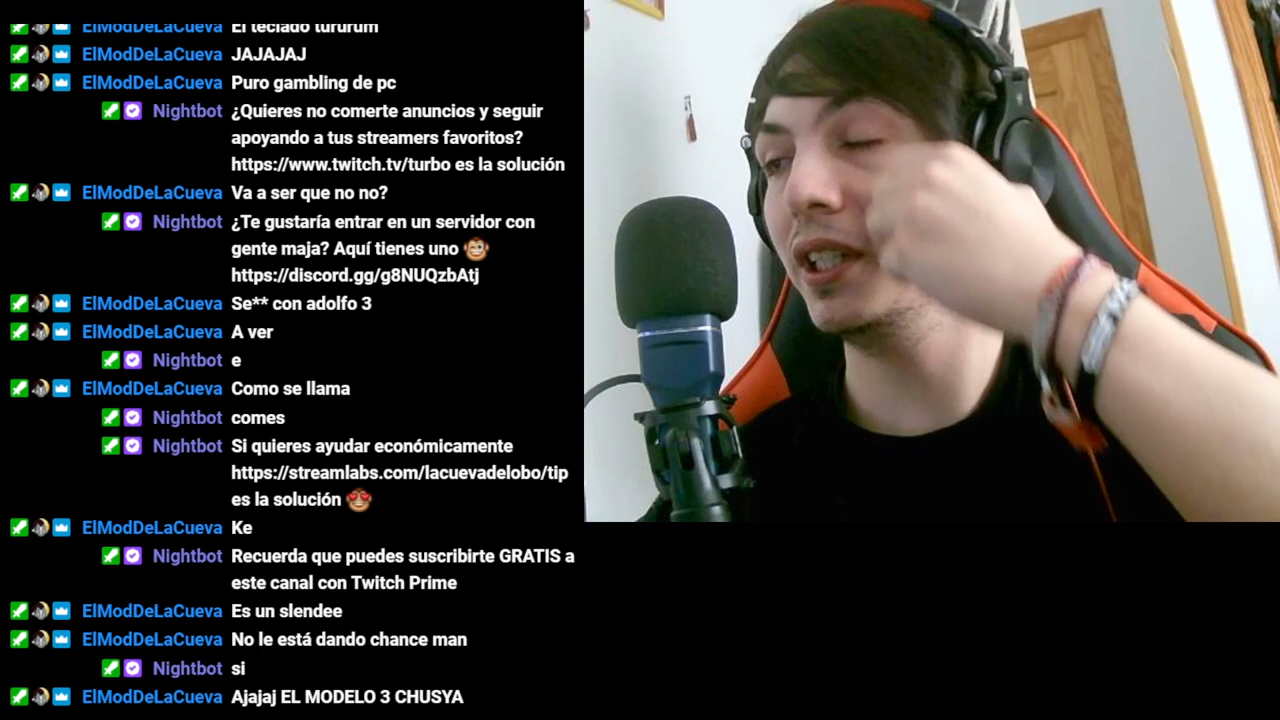 ElModDeLaCueva El teclado tururum
ElModDeLaCueva JAJAJAJ
ElModDeLaCueva Puro gambling de pc
Nightbot ¿Quieres no comerte anuncios y seguir
apoyando a tus streamers favoritos?
https://www.twitch.tv/turbo es la solución
ElModDeLaCueva Va a ser que no no?
Nightbot ¿Te gustaría entrar en un servidor con
gente maja? Aquí tienes uno
https://discord.gg/g8NUQzbAtj
ElModDeLaCueva Se** con adolfo 3
ElModDeLaCueva A ver
Nightbot e
ElModDeLaCueva Como se llama
Nightbot comes
Nightbot Si quieres ayudar económicamente
https://streamlabs.com/lacuevadelobo/tip
es la solución
ElModDeLaCueva Ke
Nightbot Recuerda que puedes suscribirte GRATIS a
este canal con Twitch Prime
ElModDeLaCueva Es un slendee
ElModDeLaCueva No le está dando chance man
Nightbot si
ElModDeLaCueva Ajajaj EL MODELO 3 CHUSYA